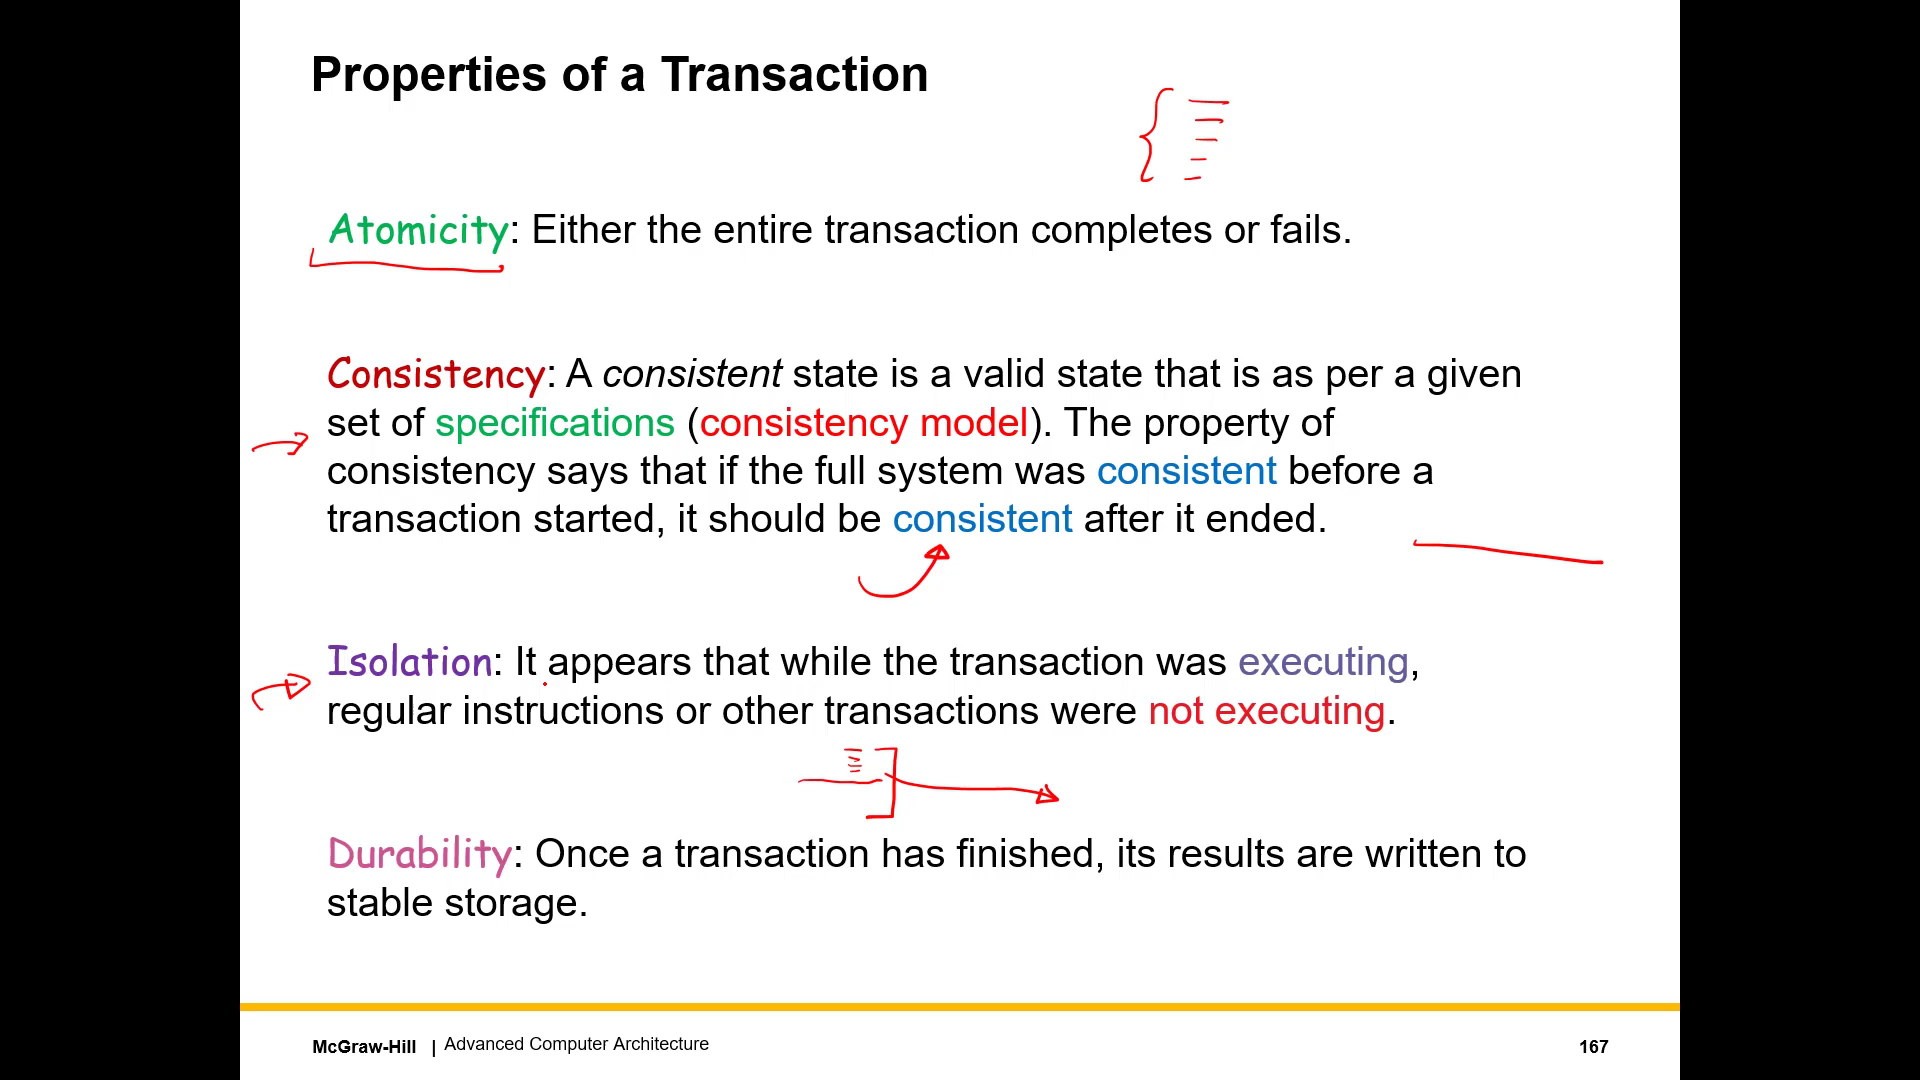 Properties of a Transaction
Atomicity: Either the entire transaction completes or fails.
Consistency: A consistent state is a valid state that is as per a given
set of specifications (consistency model). The property of
consistency says that if the full system was consistent before a
transaction started, it should be consistent after it ended.
Isolation: It appears that while the transaction was executing,
regular instructions or other transactions were not executing.
Durability: Once a transaction has finished, its results are written to
stable storage.
McGraw-Hill | Advanced Computer Architecture
167